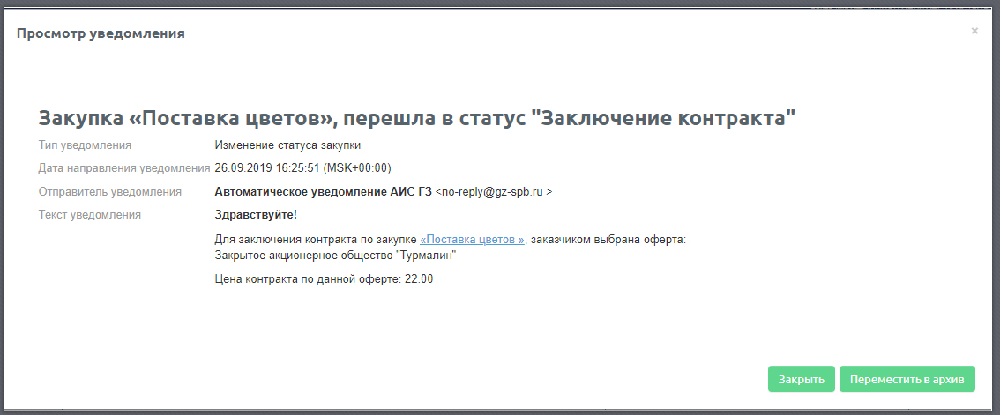 Просмотр уведомления
×
Закупка «Поставка цветов», перешла в статус "Заключение контракта"
Тип уведомления Изменение статуса закупки
Дата направления уведомления 26.09.2019 16:25:51 (MSK+00:00)
Отправитель уведомления Автоматическое уведомление АИС ГЗ <no-reply@gz-spb.ru >
Текст уведомления Здравствуйте!
Для заключения контракта по закупке «Поставка цветов », заказчиком выбрана оферта:
Закрытое акционерное общество "Турмалин"
Цена контракта по данной оферте: 22.00
Закрыть Переместить в архив